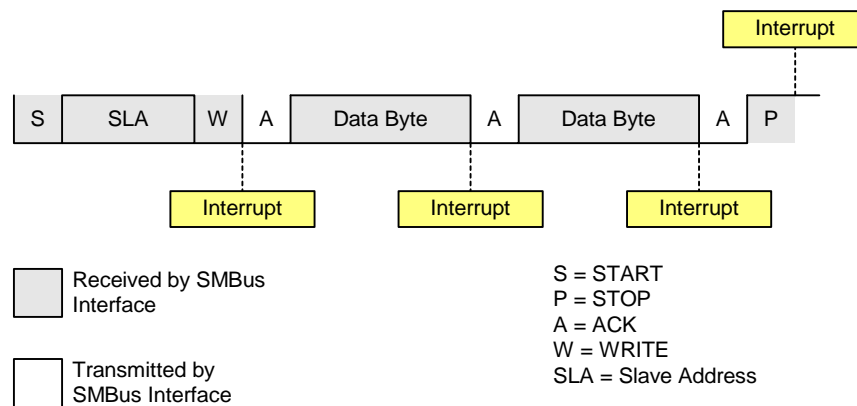 Interrupt
S
SLA
W
A
Data Byte
A
Data Byte
A
P
Interrupt
Interrupt
Interrupt
Received by SMBus
Interface
Transmitted by
SMBus Interface
S = START
P = STOP
A = ACK
W = WRITE
SLA = Slave Address